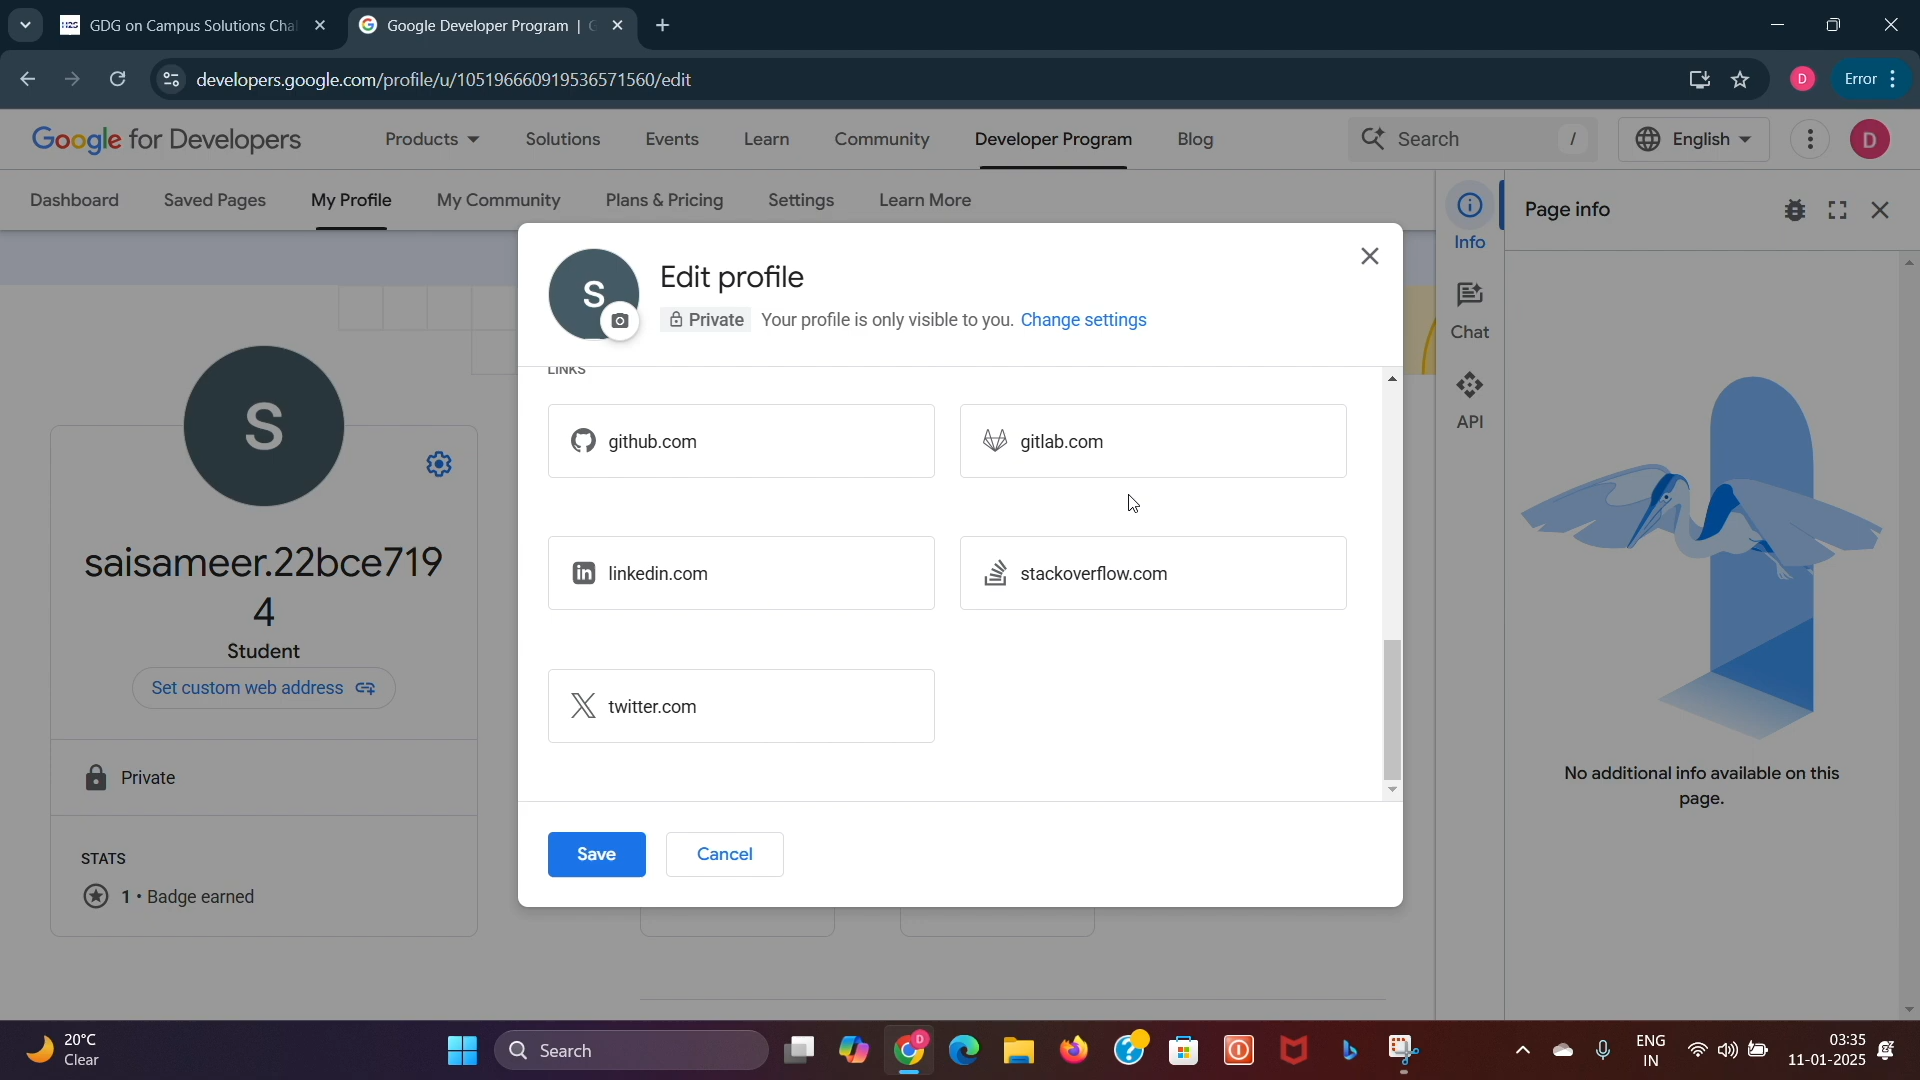 H2S GDG on Campus Solutions Chal
Google Developer Program | G
developers.google.com/profile/u/105196660919536571560/edit
D
Error
Google for Developers
Products
Solutions
Events
Learn
Community
Developer Program
Blog
Search /
English
D
Dashboard
Saved Pages
My Profile
My Community
Plans & Pricing
Settings
Learn More
S
saisameer.22bce719
4
Student
Set custom web address
Private
STATS
1 • Badge earned
S
Edit profile
Private Your profile is only visible to you. Change settings
LINKS
github.com
gitlab.com
linkedin.com
stackoverflow.com
twitter.com
Save
Cancel
Info
Chat
API
Page info
No additional info available on this
page.
20°C
Clear
Search
D
ENG
IN
03:35
11-01-2025